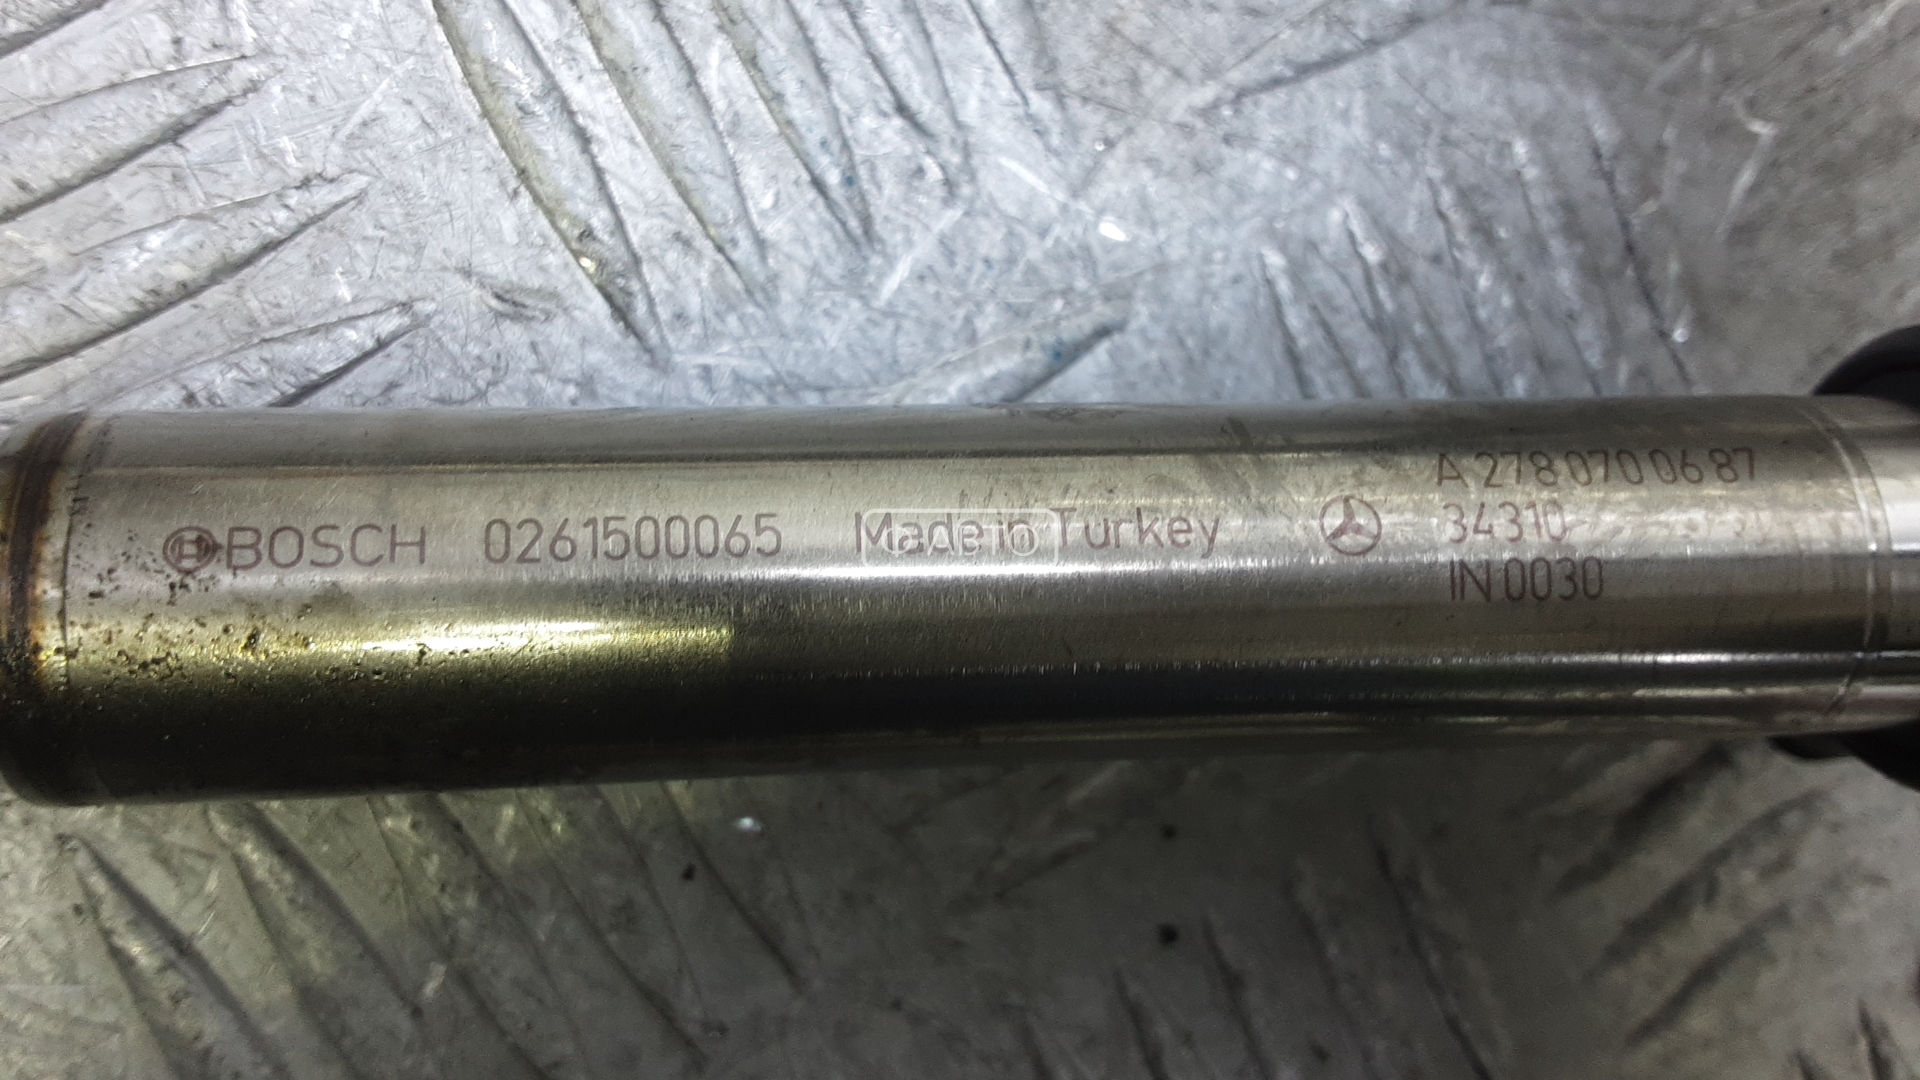 BOSCH 0261500065 Made in Turkey
A 278 070 06 87
34310
IN 0030